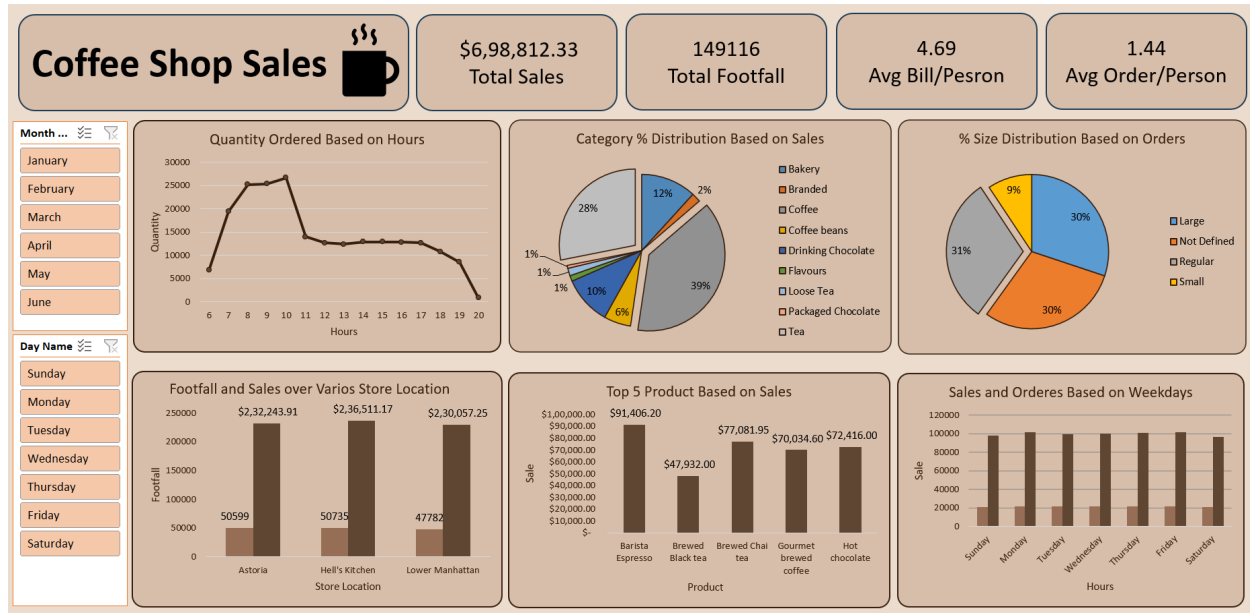 Coffee Shop Sales
$6,98,812.33
Total Sales
149116
Total Footfall
4.69
Avg Bill/Pesron
1.44
Avg Order/Person
Month ...
January
February
March
April
May
June
Day Name
Sunday
Monday
Tuesday
Wednesday
Thursday
Friday
Saturday
Quantity Ordered Based on Hours
Quantity
30000
25000
20000
15000
10000
5000
0
6 7 8 9 10 11 12 13 14 15 16 17 18 19 20
Hours
Category % Distribution Based on Sales
12%
2%
39%
6%
10%
1%
1%
1%
28%
Bakery
Branded
Coffee
Coffee beans
Drinking Chocolate
Flavours
Loose Tea
Packaged Chocolate
Tea
% Size Distribution Based on Orders
30%
30%
31%
9%
Large
Not Defined
Regular
Small
Footfall and Sales over Varios Store Location
Footfall
250000
200000
150000
100000
50000
0
$2,32,243.91
$2,36,511.17
$2,30,057.25
50599
50735
47782
Astoria
Hell's Kitchen
Lower Manhattan
Store Location
Top 5 Product Based on Sales
Sale
$1,00,000.00
$90,000.00
$80,000.00
$70,000.00
$60,000.00
$50,000.00
$40,000.00
$30,000.00
$20,000.00
$10,000.00
$-
$91,406.20
$47,932.00
$77,081.95
$70,034.60
$72,416.00
Barista
Espresso
Brewed
Black tea
Brewed Chai
tea
Gourmet
brewed
coffee
Hot
chocolate
Product
Sales and Orderes Based on Weekdays
Sale
120000
100000
80000
60000
40000
20000
0
Sunday
Monday
Tuesday
Wednesday
Thursday
Friday
Saturday
Hours